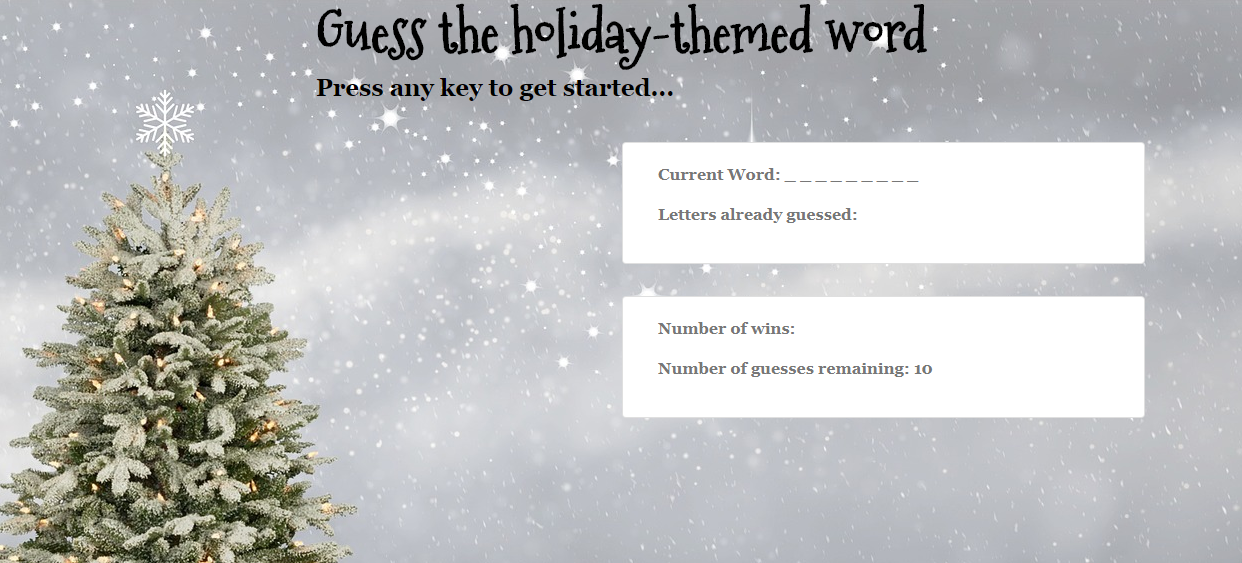 Guess the holiday-themed word
Press any key to get started...
Current Word: _ _ _ _ _ _ _ _ _
Letters already guessed:
Number of wins:
Number of guesses remaining: 10